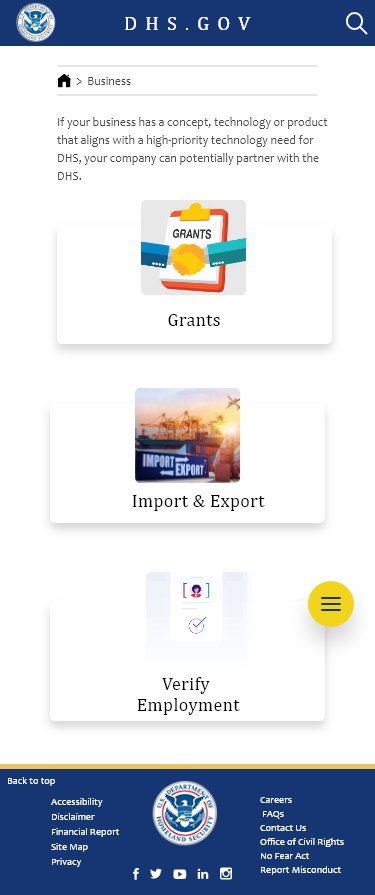 DHS.GOV
> Business
If your business has a concept, technology or product
that aligns with a high-priority technology need for
DHS, your company can potentially partner with the
DHS.
GRANTS
Grants
IMPORT
EXPORT
Import & Export
Verify
Employment
Back to top
Accessibility
Disclaimer
Financial Report
Site Map
Privacy
U.S. DEPARTMENT OF
HOMELAND SECURITY
Careers
FAQs
Contact Us
Office of Civil Rights
No Fear Act
Report Misconduct